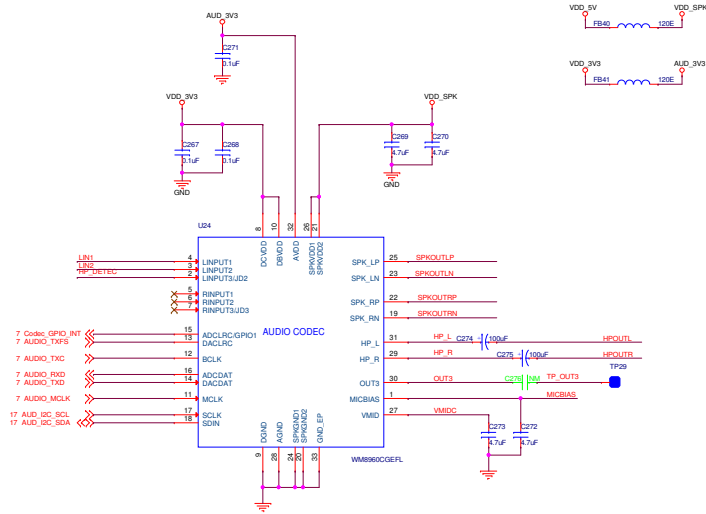 VDD_5V VDD_SPK
FB40 120E
AUD_3V3
C271
0.1uF
VDD_3V3 AUD_3V3
FB41 120E
VDD_3V3 VDD_SPK
C267 C268 C269 C270
0.1uF 0.1uF 4.7uF 4.7uF
GND GND
U24
8 10 32 26 21
DCVDD DBVDD AVDD SPKVDD1 SPKVDD2
LIN1 4 LINPUT1 SPK_LP 25 SPKOUTLP
LIN2 3 LINPUT2
HP_DETEC 2 LINPUT3/JD2 SPK_LN 23 SPKOUTLN
5 RINPUT1
6 RINPUT2 SPK_RP 22 SPKOUTRP
7 RINPUT3/JD3 SPK_RN 19 SPKOUTRN
AUDIO CODEC
7 Codec_GPIO_INT 15 ADCLRC/GPIO1
7 AUDIO_TXFS 13 DACLRC HP_L 31 HP_L C274 + 100uF HPOUTL
7 AUDIO_TXC 12 BCLK HP_R 29 HP_R C275 + 100uF HPOUTR
TP29
7 AUDIO_RXD 16 ADCDAT
7 AUDIO_TXD 14 DACDAT OUT3 30 OUT3 C276 NM TP_OUT3
7 AUDIO_MCLK 11 MCLK MICBIAS 1 MICBIAS
17 AUD_I2C_SCL 17 SCLK VMID 27 VMIDC
17 AUD_I2C_SDA 18 SDIN
C273 C272
4.7uF 4.7uF
DGND AGND SPKGND1 SPKGND2 GND_EP
9 28 24 20 33
WM8960CGEFL